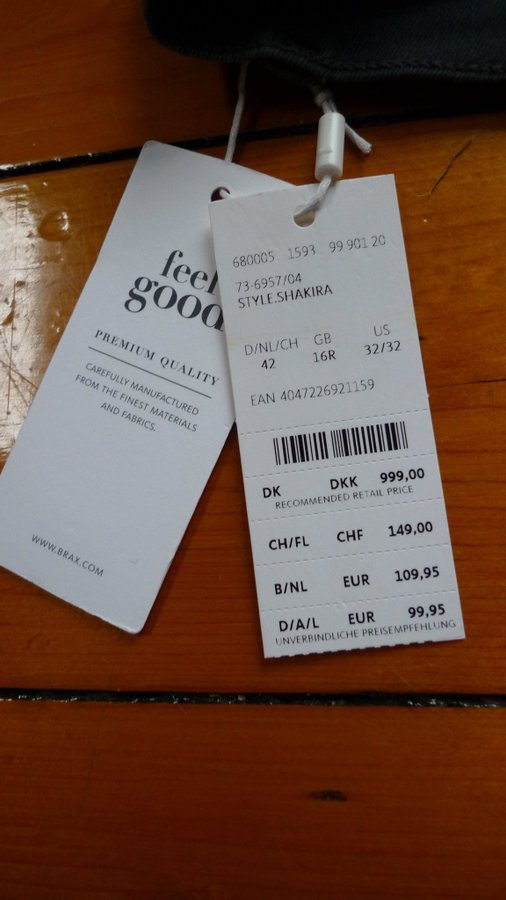 feel
good
PREMIUM QUALITY
CAREFULLY MANUFACTURED
FROM THE FINEST MATERIALS
AND FABRICS.
WWW.BRAX.COM
680005 1593 99.901 20
73-6957/04
STYLE.SHAKIRA
D/NL/CH GB US
42 16R 32/32
EAN 4047226921159
DK DKK 999,00
RECOMMENDED RETAIL PRICE
CH/FL CHF 149,00
B/NL EUR 109,95
D/A/L EUR 99,95
UNVERBINDLICHE PREISEMPFEHLUNG